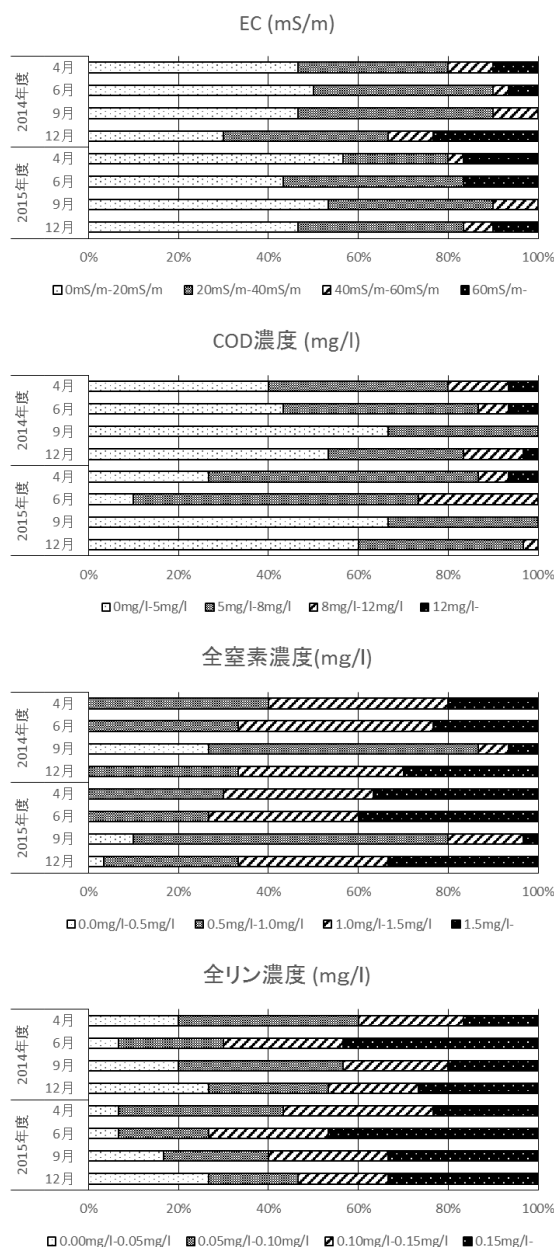 EC (mS/m)
2014年度
4月
6月
9月
12月
2015年度
4月
6月
9月
12月
0% 20% 40% 60% 80% 100%
0mS/m-20mS/m 20mS/m-40mS/m 40mS/m-60mS/m 60mS/m-
COD濃度 (mg/l)
2014年度
4月
6月
9月
12月
2015年度
4月
6月
9月
12月
0% 20% 40% 60% 80% 100%
0mg/l-5mg/l 5mg/l-8mg/l 8mg/l-12mg/l 12mg/l-
全窒素濃度(mg/l)
2014年度
4月
6月
9月
12月
2015年度
4月
6月
9月
12月
0% 20% 40% 60% 80% 100%
0.0mg/l-0.5mg/l 0.5mg/l-1.0mg/l 1.0mg/l-1.5mg/l 1.5mg/l-
全リン濃度 (mg/l)
2014年度
4月
6月
9月
12月
2015年度
4月
6月
9月
12月
0% 20% 40% 60% 80% 100%
0.00mg/l-0.05mg/l 0.05mg/l-0.10mg/l 0.10mg/l-0.15mg/l 0.15mg/l-